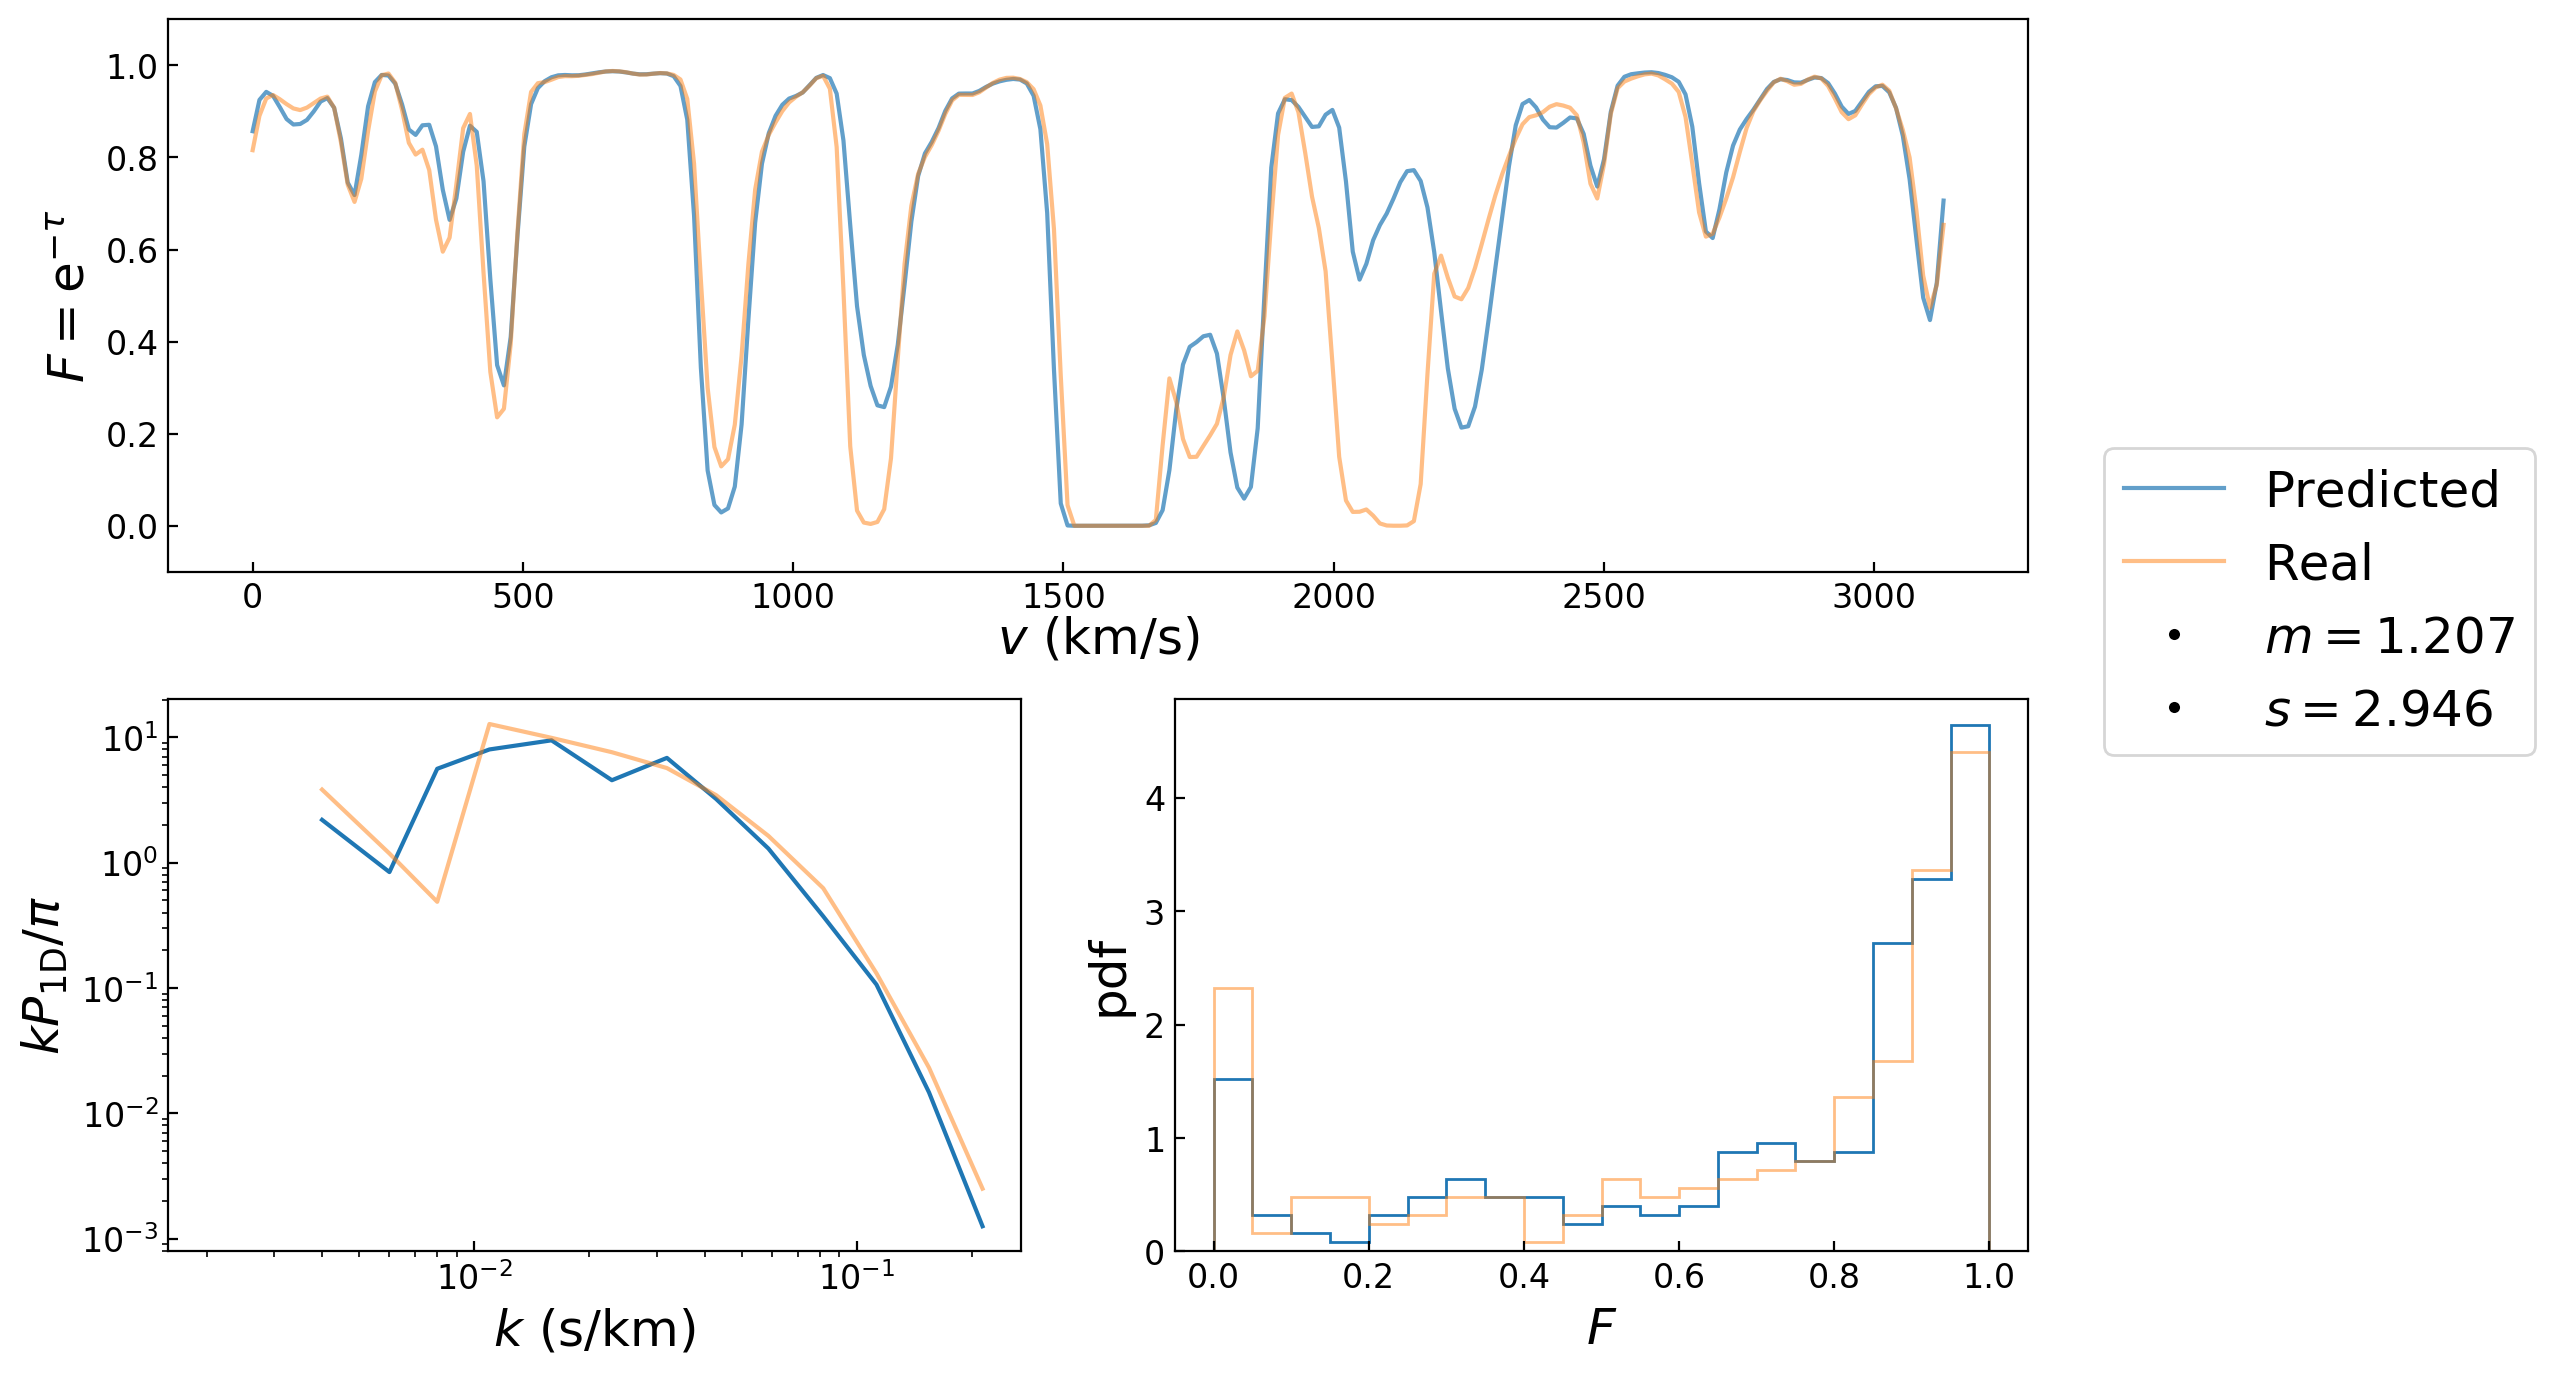 F = e^{-τ}
1.0
0.8
0.6
0.4
0.2
0.0
0 500 1000 1500 2000 2500 3000
v (km/s)
Predicted
Real
m = 1.207
s = 2.946
kP_{1D}/π
10^1
10^0
10^{-1}
10^{-2}
10^{-3}
10^{-2} 10^{-1}
k (s/km)
pdf
4
3
2
1
0
0.0 0.2 0.4 0.6 0.8 1.0
F